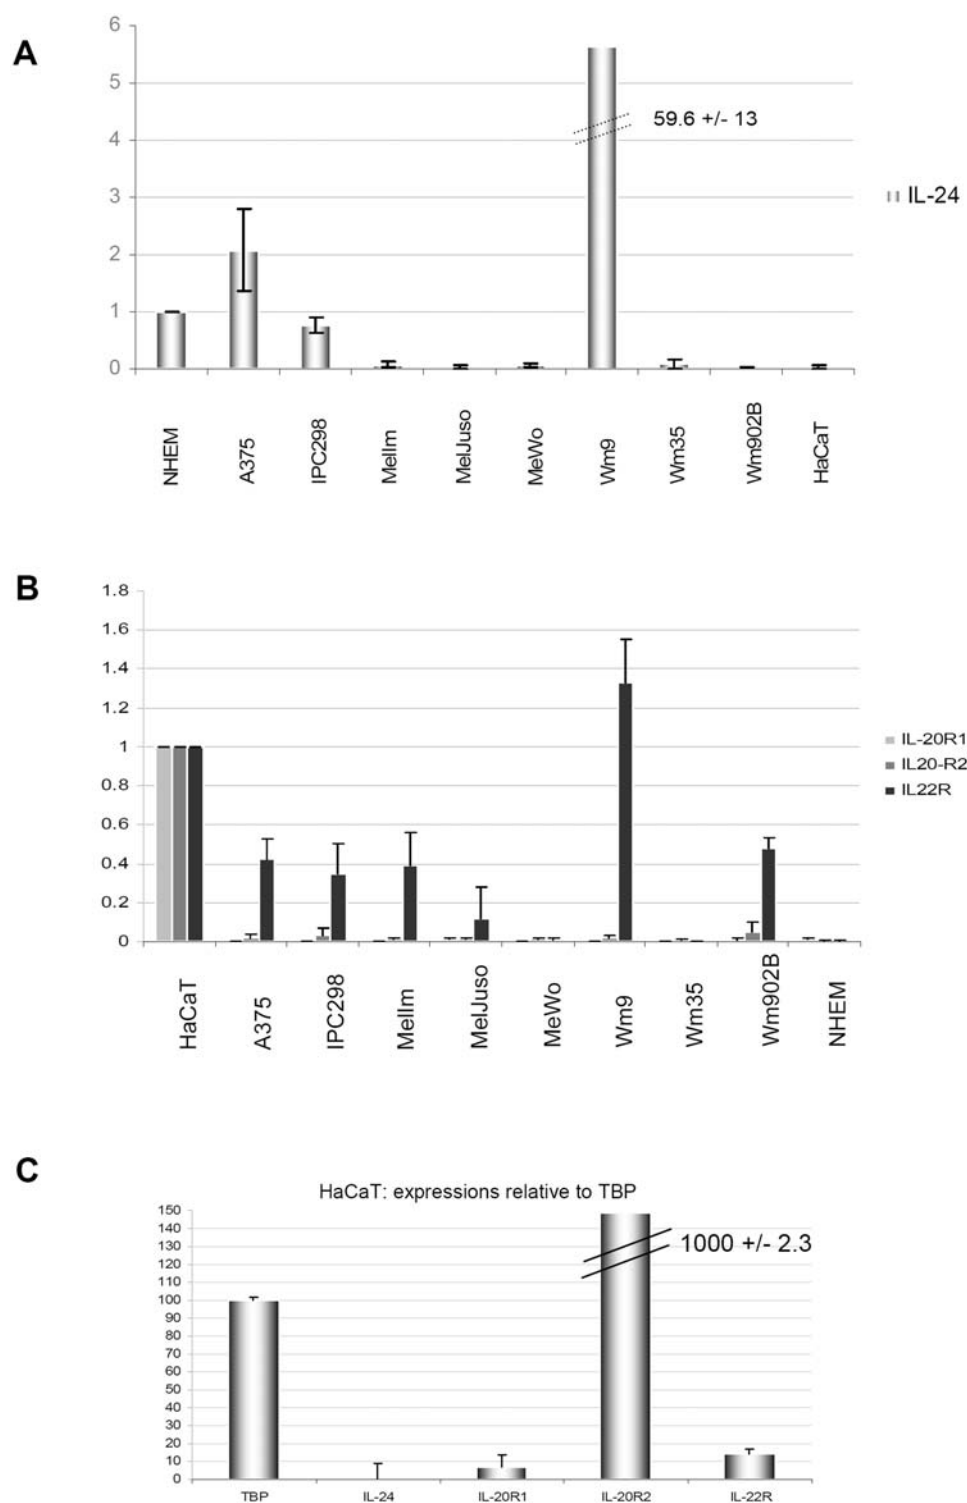 A
6
5
4
3
2
1
0
59.6 +/- 13
IL-24
NHEM
A375
IPC298
MelIm
MelJuso
MeWo
Wm9
Wm35
Wm902B
HaCaT
B
1.8
1.6
1.4
1.2
1
0.8
0.6
0.4
0.2
0
IL-20R1
IL20-R2
IL22R
HaCaT
A375
IPC298
MelIm
MelJuso
MeWo
Wm9
Wm35
Wm902B
NHEM
C
HaCaT: expressions relative to TBP
150
140
130
120
110
100
90
80
70
60
50
40
30
20
10
0
1000 +/- 2.3
TBP
IL-24
IL-20R1
IL-20R2
IL-22R